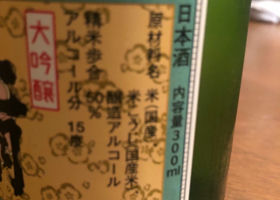 日本酒 内容量300ml
原材料名 米(国産)・
米こうじ(国産米)
醸造アルコール
精米歩合 50%
アルコール分 15度
大吟醸